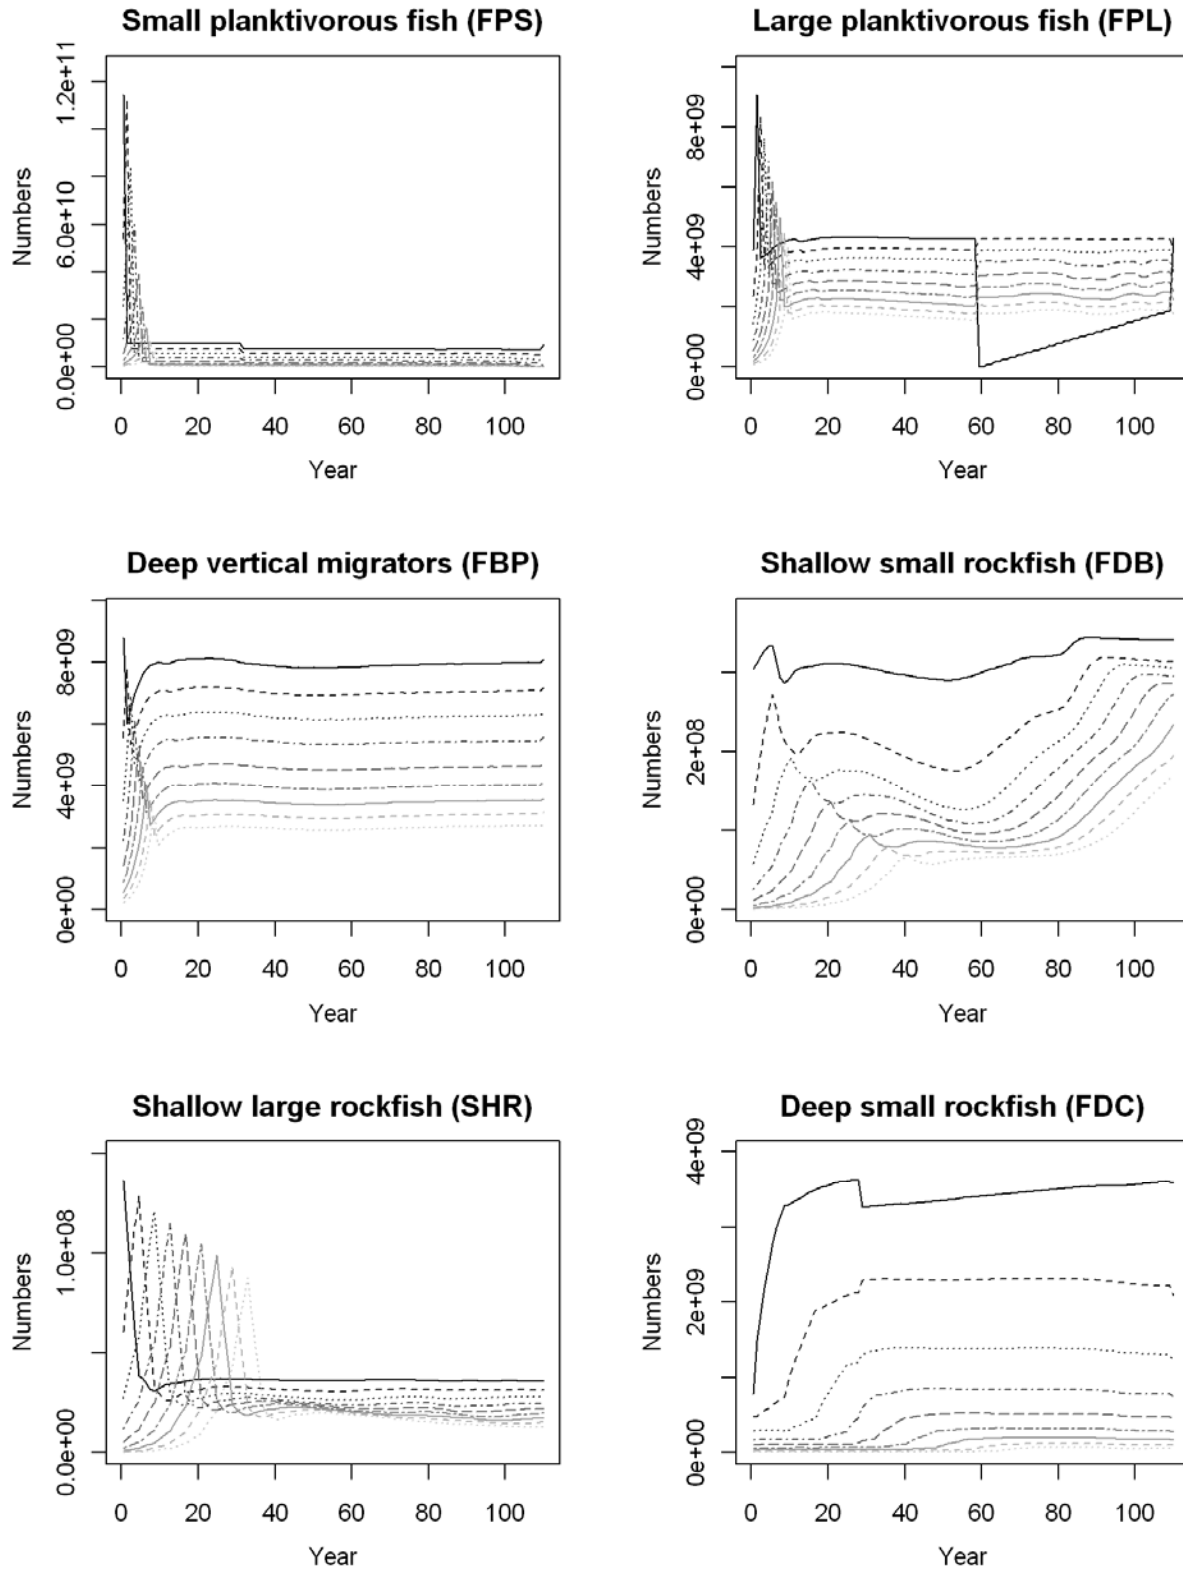 Small planktivorous fish (FPS)
Numbers
0.0e+00 6.0e+10 1.2e+11
0 20 40 60 80 100
Year
Large planktivorous fish (FPL)
Numbers
0e+00 4e+09 8e+09
0 20 40 60 80 100
Year
Deep vertical migrators (FBP)
Numbers
0e+00 4e+09 8e+09
0 20 40 60 80 100
Year
Shallow small rockfish (FDB)
Numbers
0e+00 2e+08
0 20 40 60 80 100
Year
Shallow large rockfish (SHR)
Numbers
0.0e+00 1.0e+08
0 20 40 60 80 100
Year
Deep small rockfish (FDC)
Numbers
0e+00 2e+09 4e+09
0 20 40 60 80 100
Year